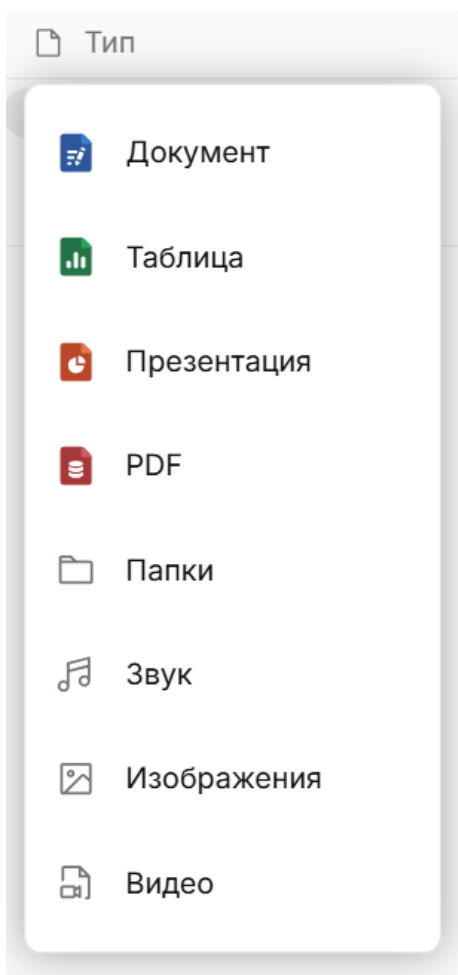 Тип
Документ
Таблица
Презентация
PDF
Папки
Звук
Изображения
Видео